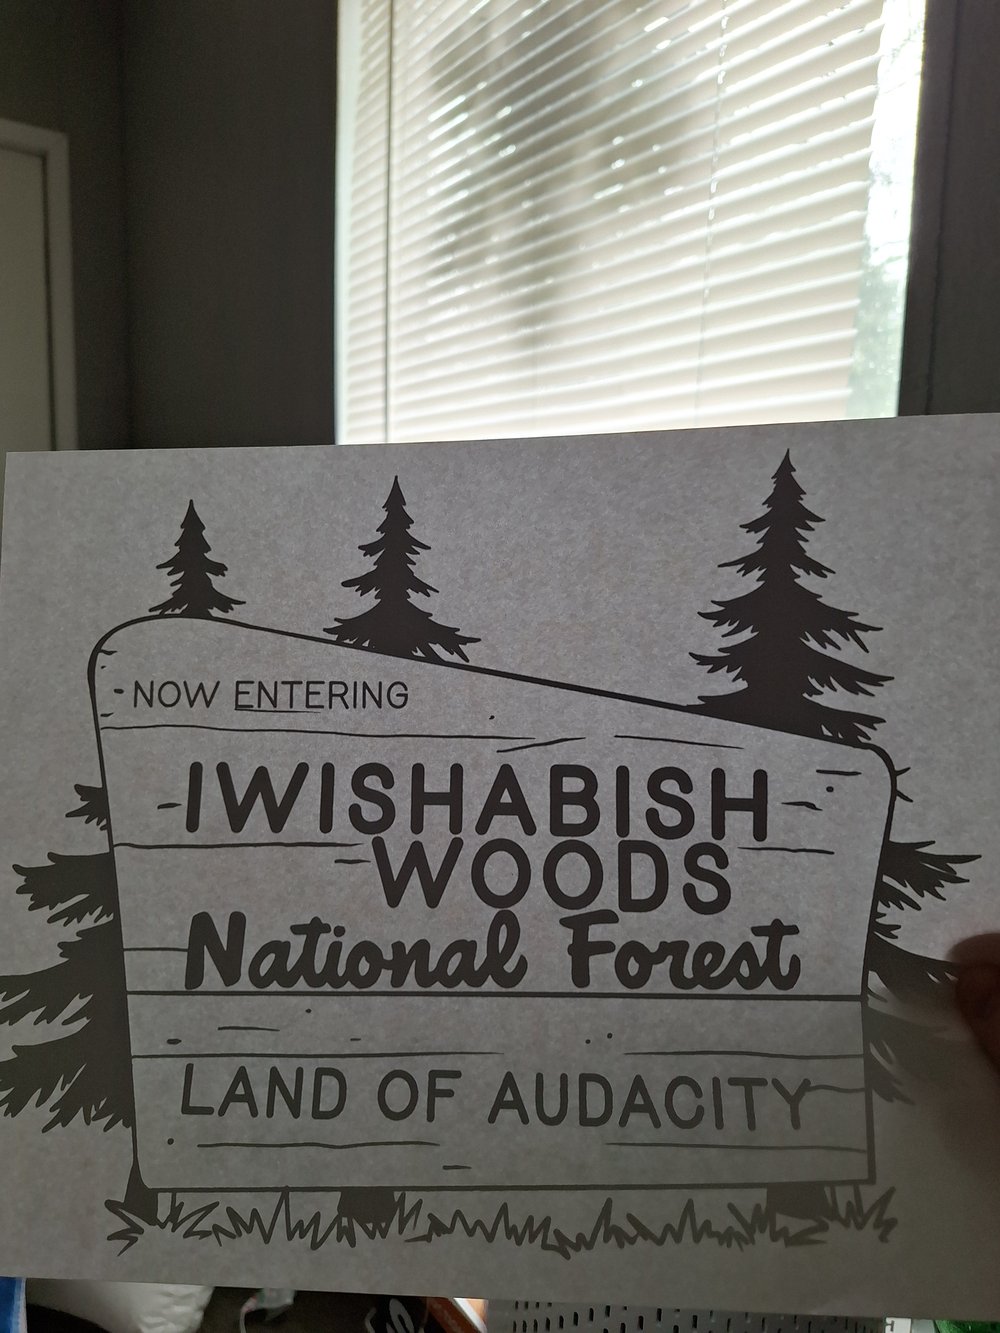 NOW ENTERING
IWISHABISH
WOODS
National Forest
LAND OF AUDACITY